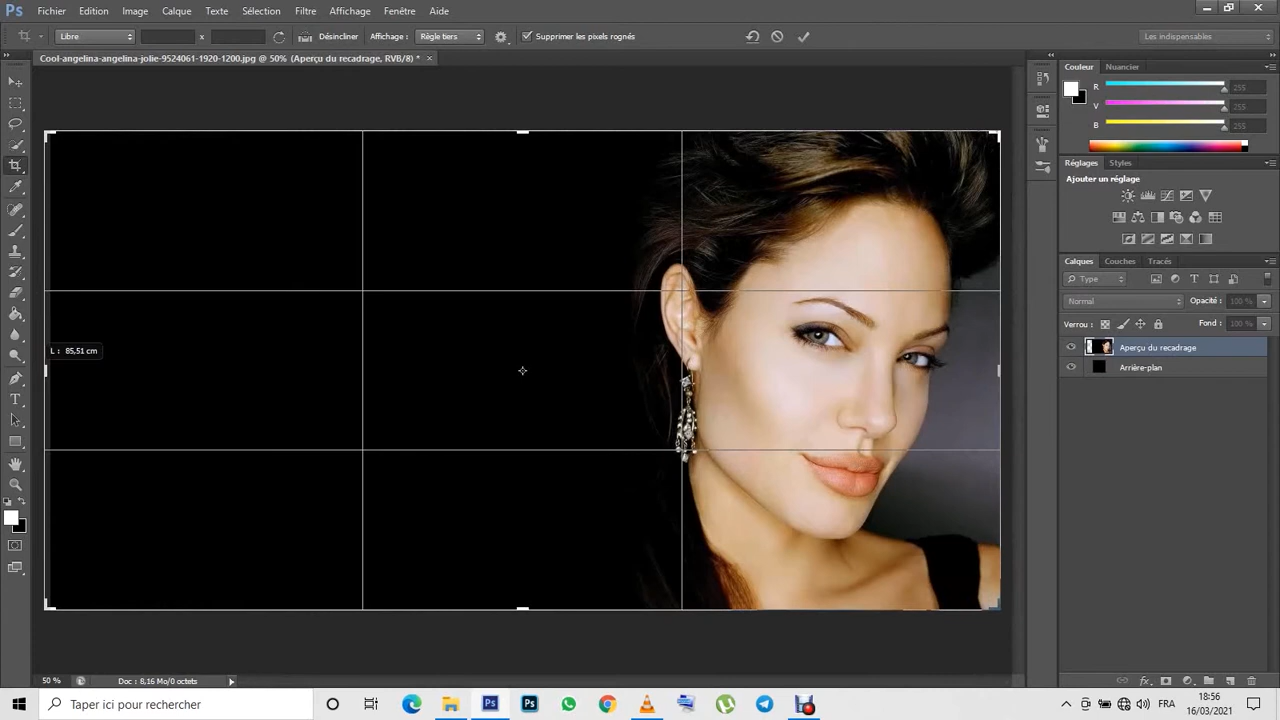 Ps Fichier Edition Image Calque Texte Sélection Filtre Affichage Fenêtre Aide
Libre x Désincliner Affichage : Règle tiers Supprimer les pixels rognés Les indispensables
Cool-angelina-angelina-jolie-9524061-1920-1200.jpg @ 50% (Aperçu du recadrage, RVB/8) * ×
Couleur Nuancier
R 255
V 255
B 255
Réglages Styles
Ajouter un réglage
Calques Couches Tracés
Type
Normal Opacité : 100 %
Verrou : Fond : 100 %
Aperçu du recadrage
Arrière-plan
L : 85,51 cm
50 % Doc : 8,16 Mo/0 octets
Taper ici pour rechercher
FRA
18:56
16/03/2021